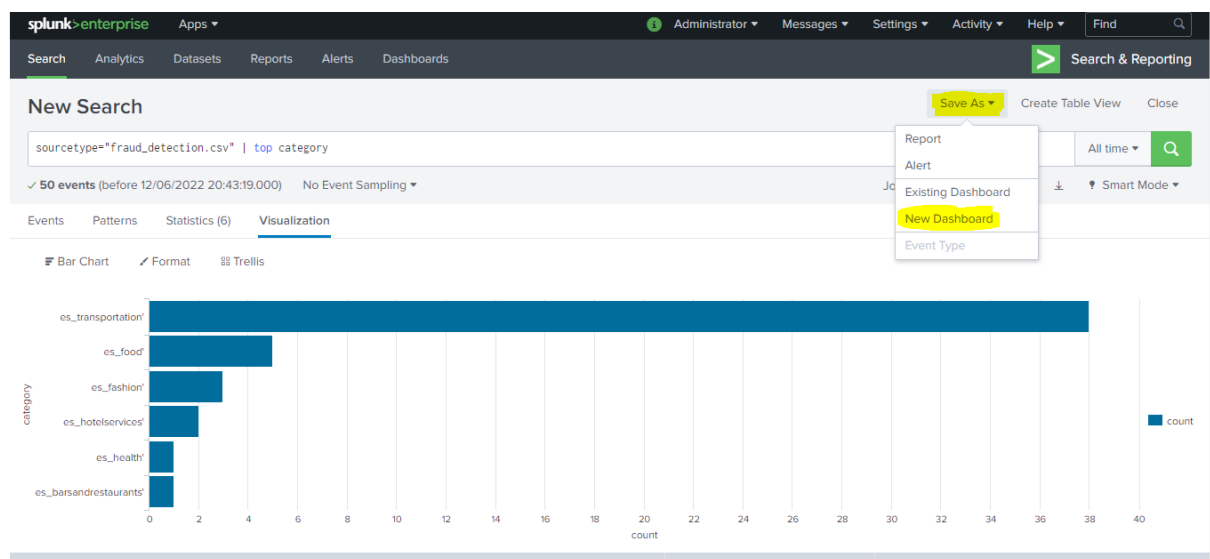 splunk>enterprise Apps ▾ Administrator ▾ Messages ▾ Settings ▾ Activity ▾ Help ▾ Find
Search Analytics Datasets Reports Alerts Dashboards Search & Reporting
New Search Save As ▾ Create Table View Close
sourcetype="fraud_detection.csv" | top category All time ▾
✓ 50 events (before 12/06/2022 20:43:19.000) No Event Sampling ▾ Smart Mode ▾
Report
Alert
Existing Dashboard
New Dashboard
Event Type
Events Patterns Statistics (6) Visualization
Bar Chart Format Trellis
es_transportation'
es_food'
es_fashion'
es_hotelservices'
es_health'
es_barsandrestaurants'
category
count
0 2 4 6 8 10 12 14 16 18 20 22 24 26 28 30 32 34 36 38 40
count